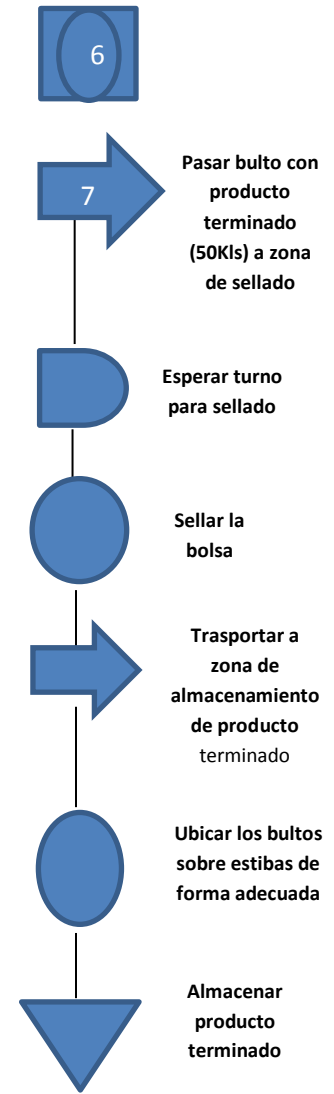 6
7
Pasar bulto con
producto
terminado
(50Kls) a zona
de sellado
Esperar turno
para sellado
Sellar la
bolsa
Trasportar a
zona de
almacenamiento
de producto
terminado
Ubicar los bultos
sobre estibas de
forma adecuada
Almacenar
producto
terminado